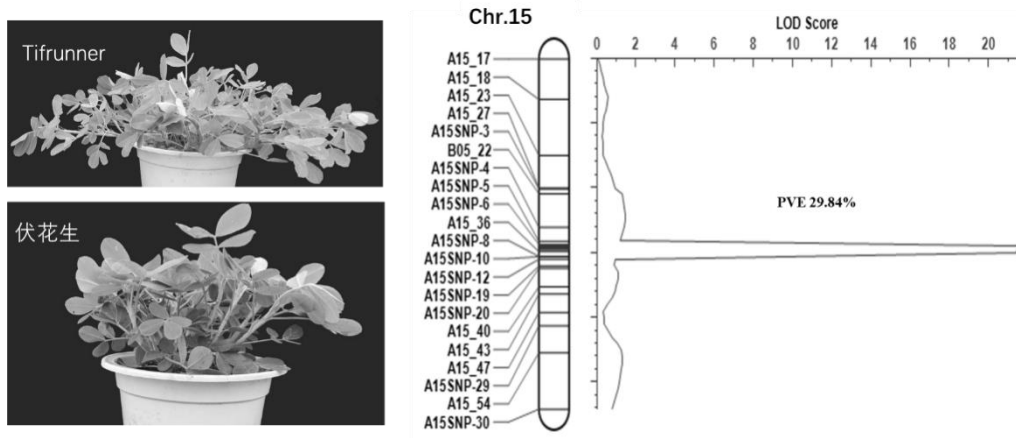 Tifrunner
伏花生
Chr.15
A15_17
A15_18
A15_23
A15_27
A15SNP-3
B05_22
A15SNP-4
A15SNP-5
A15SNP-6
A15_36
A15SNP-8
A15SNP-10
A15SNP-12
A15SNP-19
A15SNP-20
A15_40
A15_43
A15_47
A15SNP-29
A15_54
A15SNP-30
LOD Score
0 2 4 6 8 10 12 14 16 18 20
PVE 29.84%